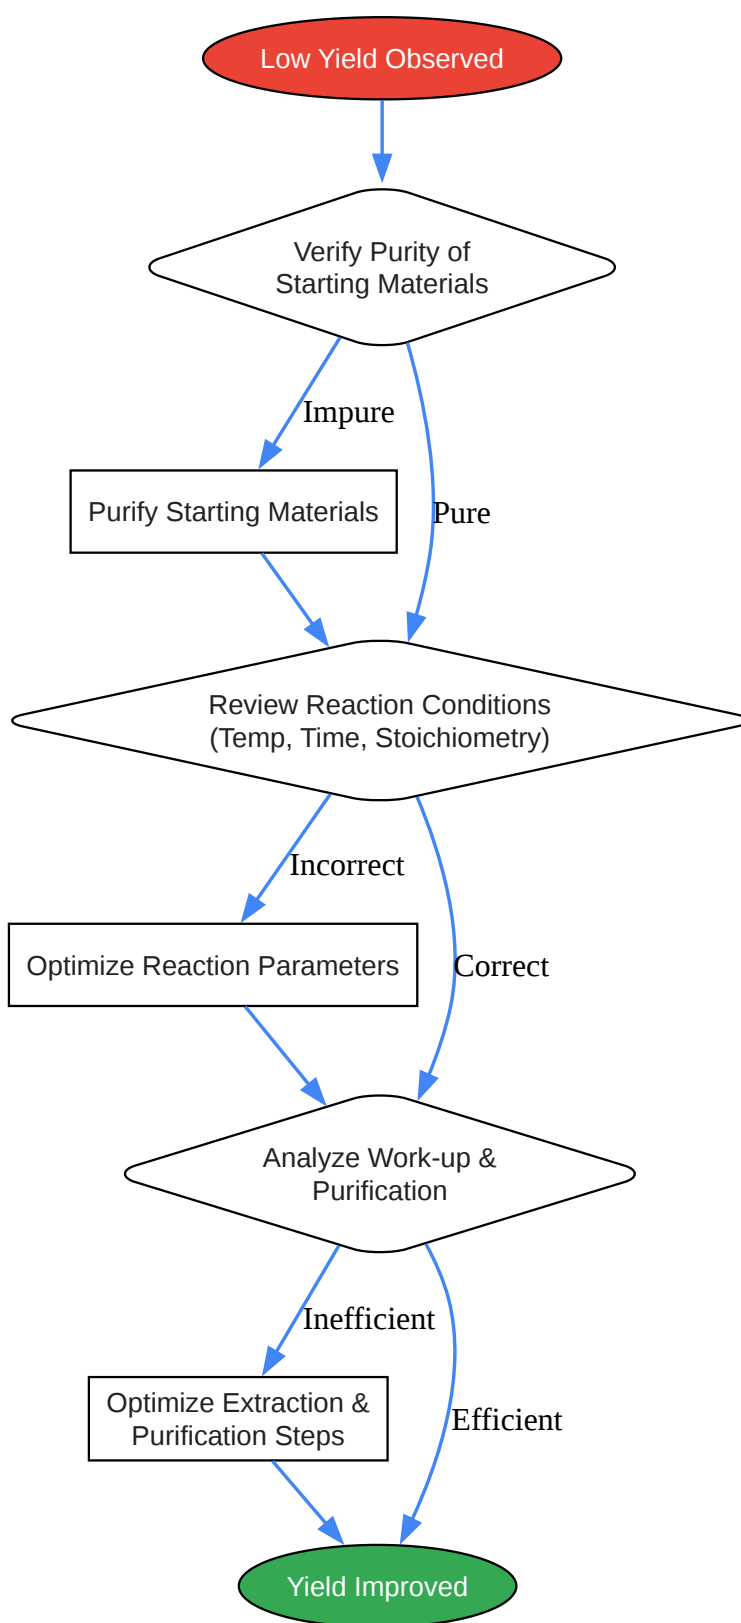 Low Yield Observed
Verify Purity of
Starting Materials
Impure
Purify Starting Materials
Pure
Review Reaction Conditions
(Temp, Time, Stoichiometry)
Incorrect
Optimize Reaction Parameters
Correct
Analyze Work-up &
Purification
Inefficient
Optimize Extraction &
Purification Steps
Efficient
Yield Improved